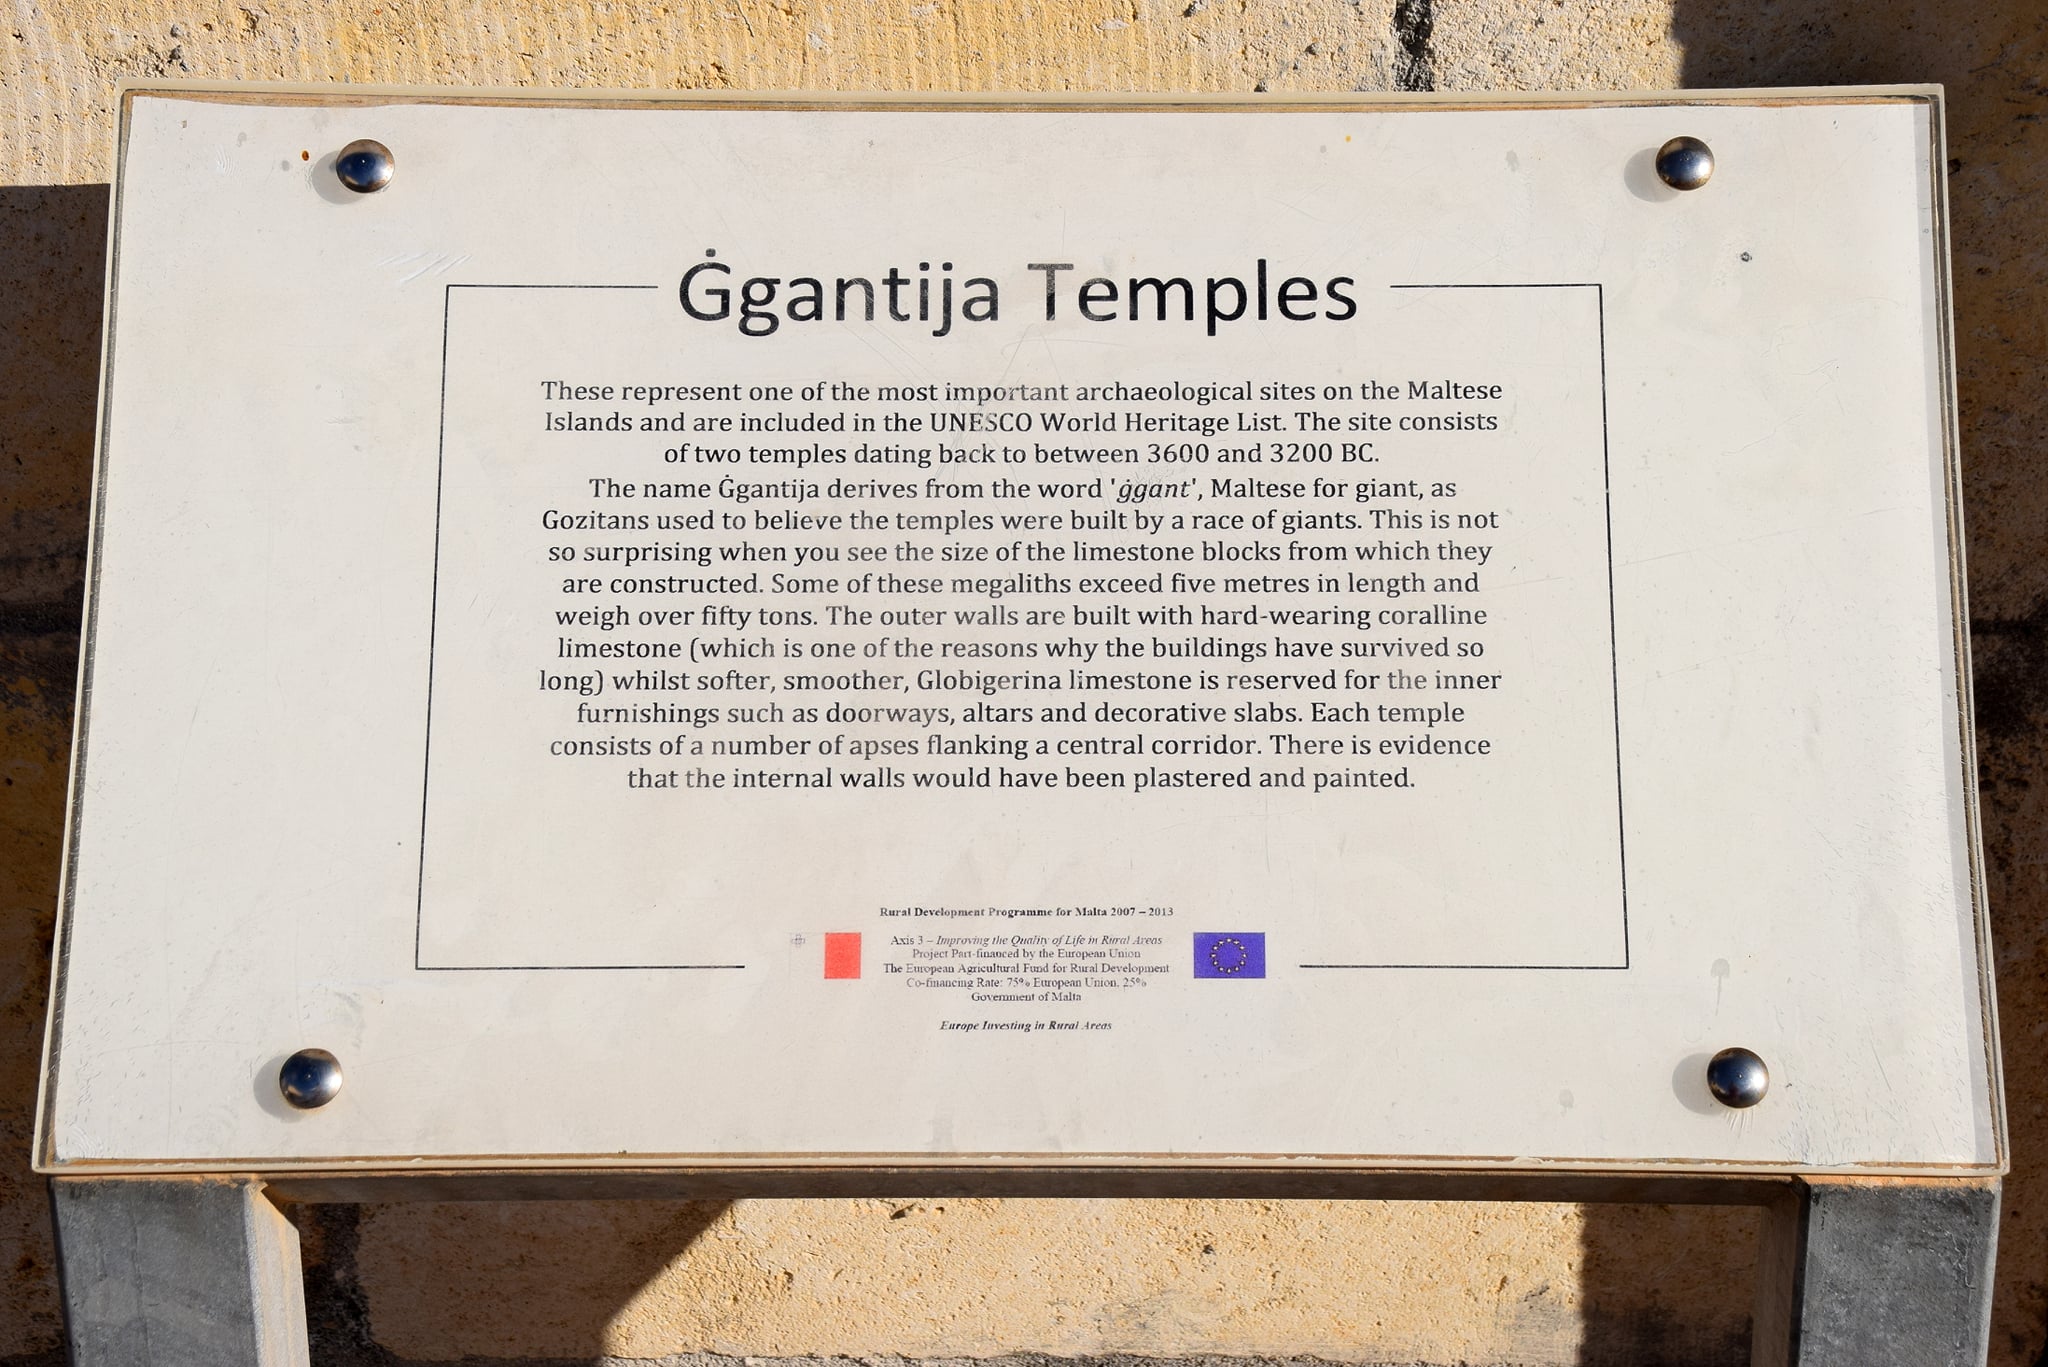 Ġgantija Temples
These represent one of the most important archaeological sites on the Maltese
Islands and are included in the UNESCO World Heritage List. The site consists
of two temples dating back to between 3600 and 3200 BC.
The name Ġgantija derives from the word 'ġgant', Maltese for giant, as
Gozitans used to believe the temples were built by a race of giants. This is not
so surprising when you see the size of the limestone blocks from which they
are constructed. Some of these megaliths exceed five metres in length and
weigh over fifty tons. The outer walls are built with hard-wearing coralline
limestone (which is one of the reasons why the buildings have survived so
long) whilst softer, smoother, Globigerina limestone is reserved for the inner
furnishings such as doorways, altars and decorative slabs. Each temple
consists of a number of apses flanking a central corridor. There is evidence
that the internal walls would have been plastered and painted.
Rural Development Programme for Malta 2007 – 2013
Axis 3 – Improving the Quality of Life in Rural Areas
Project Part-financed by the European Union
The European Agricultural Fund for Rural Development
Co-financing Rate: 75% European Union, 25%
Government of Malta
Europe Investing in Rural Areas